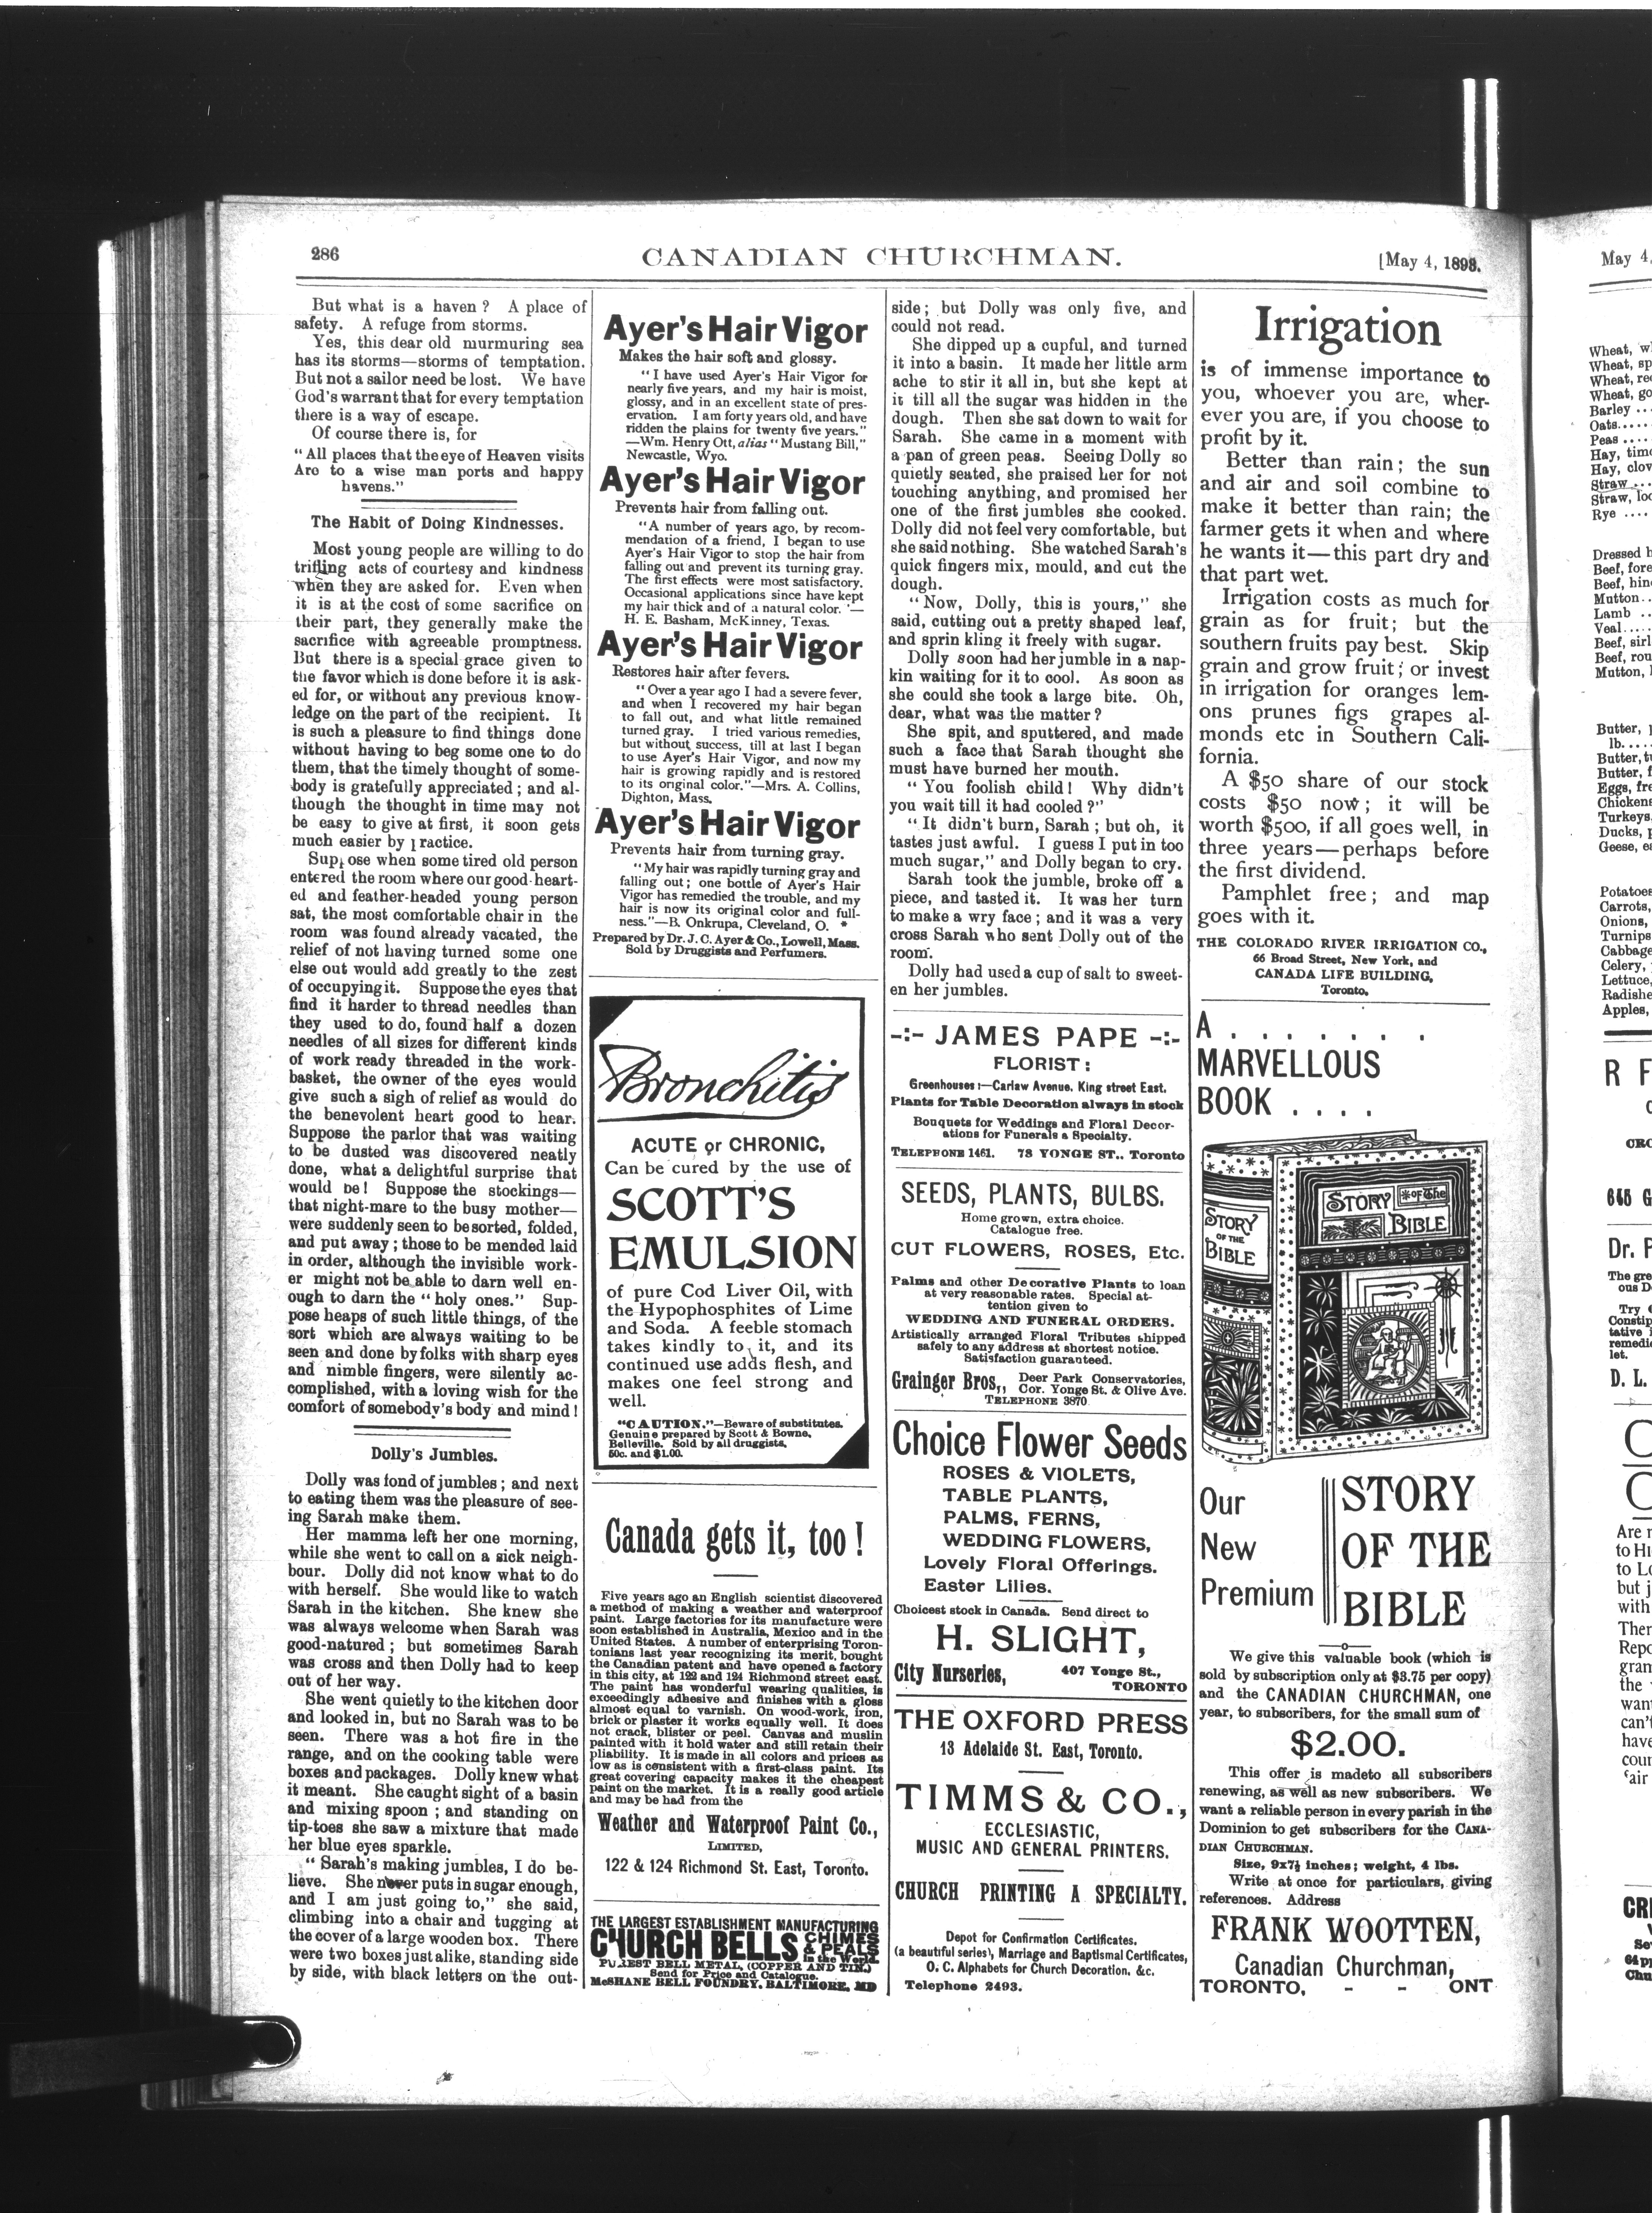 286
CANADIAN CHURCHMAN.
[May 4, 1893.
But what is a haven? A place of
safety. A refuge from storms.
Yes, this dear old murmuring sea
has its storms—storms of temptation.
But not a sailor need be lost. We have
God's warrant that for every temptation
there is a way of escape.
Of course there is, for
"All places that the eye of Heaven visits
Are to a wise man ports and happy
havens."
The Habit of Doing Kindnesses.
Most young people are willing to do
trifling acts of courtesy and kindness
when they are asked for. Even when
it is at the cost of some sacrifice on
their part, they generally make the
sacrifice with agreeable promptness.
But there is a special grace given to
the favor which is done before it is ask-
ed for, or without any previous know-
ledge on the part of the recipient. It
is such a pleasure to find things done
without having to beg some one to do
them, that the timely thought of some-
body is gratefully appreciated; and al-
though the thought in time may not
be easy to give at first, it soon gets
much easier by practice.
Suppose when some tired old person
entered the room where our good-heart-
ed and feather-headed young person
sat, the most comfortable chair in the
room was found already vacated, the
relief of not having turned some one
else out would add greatly to the zest
of occupying it. Suppose the eyes that
find it harder to thread needles than
they used to do, found half a dozen
needles of all sizes for different kinds
of work ready threaded in the work-
basket, the owner of the eyes would
give such a sigh of relief as would do
the benevolent heart good to hear.
Suppose the parlor that was waiting
to be dusted was discovered neatly
done, what a delightful surprise that
would be! Suppose the stockings—
that night-mare to the busy mother—
were suddenly seen to be sorted, folded,
and put away; those to be mended laid
in order, although the invisible work-
er might not be able to darn well en-
ough to darn the "holy ones." Sup-
pose heaps of such little things, of the
sort which are always waiting to be
seen and done by folks with sharp eyes
and nimble fingers, were silently ac-
complished, with a loving wish for the
comfort of somebody's body and mind!
Dolly's Jumbles.
Dolly was fond of jumbles; and next
to eating them was the pleasure of see-
ing Sarah make them.
Her mamma left her one morning,
while she went to call on a sick neigh-
bour. Dolly did not know what to do
with herself. She would like to watch
Sarah in the kitchen. She knew she
was always welcome when Sarah was
good-natured; but sometimes Sarah
was cross and then Dolly had to keep
out of her way.
She went quietly to the kitchen door
and looked in, but no Sarah was to be
seen. There was a hot fire in the
range, and on the cooking table were
boxes and packages. Dolly knew what
it meant. She caught sight of a basin
and mixing spoon; and standing on
tip-toes she saw a mixture that made
her blue eyes sparkle.
"Sarah's making jumbles, I do be-
lieve. She never puts in sugar enough,
and I am just going to," she said,
climbing into a chair and tugging at
the cover of a large wooden box. There
were two boxes just alike, standing side
by side, with black letters on the out-
Ayer's Hair Vigor
Makes the hair soft and glossy.
"I have used Ayer's Hair Vigor for
nearly five years, and my hair is moist,
glossy, and in an excellent state of pres-
ervation. I am forty years old, and have
ridden the plains for twenty five years."
—Wm. Henry Ott, alias "Mustang Bill,"
Newcastle, Wyo.
Ayer's Hair Vigor
Prevents hair from falling out.
"A number of years ago, by recom-
mendation of a friend, I began to use
Ayer's Hair Vigor to stop the hair from
falling out and prevent its turning gray.
The first effects were most satisfactory.
Occasional applications since have kept
my hair thick and of a natural color.'—
H. E. Basham, McKinney, Texas.
Ayer's Hair Vigor
Restores hair after fevers.
"Over a year ago I had a severe fever,
and when I recovered my hair began
to fall out, and what little remained
turned gray. I tried various remedies,
but without success, till at last I began
to use Ayer's Hair Vigor, and now my
hair is growing rapidly and is restored
to its original color."—Mrs. A. Collins,
Dighton, Mass.
Ayer's Hair Vigor
Prevents hair from turning gray.
"My hair was rapidly turning gray and
falling out; one bottle of Ayer's Hair
Vigor has remedied the trouble, and my
hair is now its original color and full-
ness."—B. Onkrupa, Cleveland, O. *
Prepared by Dr. J. C. Ayer & Co., Lowell, Mass.
Sold by Druggists and Perfumers.
Bronchitis
ACUTE or CHRONIC,
Can be cured by the use of
SCOTT'S
EMULSION
of pure Cod Liver Oil, with
the Hypophosphites of Lime
and Soda. A feeble stomach
takes kindly to it, and its
continued use adds flesh, and
makes one feel strong and
well.
"CAUTION."—Beware of substitutes.
Genuine prepared by Scott & Bowne,
Belleville. Sold by all druggists,
50c. and $1.00.
Canada gets it, too!
Five years ago an English scientist discovered
a method of making a weather and waterproof
paint. Large factories for its manufacture were
soon established in Australia, Mexico and in the
United States. A number of enterprising Toron-
tonians last year recognizing its merit, bought
the Canadian patent and have opened a factory
in this city, at 122 and 124 Richmond street east.
The paint has wonderful wearing qualities, is
exceedingly adhesive and finishes with a gloss
almost equal to varnish. On wood-work, iron,
brick or plaster it works equally well. It does
not crack, blister or peel. Canvas and muslin
painted with it hold water and still retain their
pliability. It is made in all colors and prices as
low as is consistent with a first-class paint. Its
great covering capacity makes it the cheapest
paint on the market. It is a really good article
and may be had from the
Weather and Waterproof Paint Co.,
LIMITED,
122 & 124 Richmond St. East, Toronto.
THE LARGEST ESTABLISHMENT MANUFACTURING
CHURCH BELLS CHIMES & PEALS
in the World.
PUREST BELL METAL, (COPPER AND TIN.)
Send for Price and Catalogue.
McSHANE BELL FOUNDRY, BALTIMORE, MD
side; but Dolly was only five, and
could not read.
She dipped up a cupful, and turned
it into a basin. It made her little arm
ache to stir it all in, but she kept at
it till all the sugar was hidden in the
dough. Then she sat down to wait for
Sarah. She came in a moment with
a pan of green peas. Seeing Dolly so
quietly seated, she praised her for not
touching anything, and promised her
one of the first jumbles she cooked.
Dolly did not feel very comfortable, but
she said nothing. She watched Sarah's
quick fingers mix, mould, and cut the
dough.
"Now, Dolly, this is yours," she
said, cutting out a pretty shaped leaf,
and sprin kling it freely with sugar.
Dolly soon had her jumble in a nap-
kin waiting for it to cool. As soon as
she could she took a large bite. Oh,
dear, what was the matter?
She spit, and sputtered, and made
such a face that Sarah thought she
must have burned her mouth.
"You foolish child! Why didn't
you wait till it had cooled?"
"It didn't burn, Sarah; but oh, it
tastes just awful. I guess I put in too
much sugar," and Dolly began to cry.
Sarah took the jumble, broke off a
piece, and tasted it. It was her turn
to make a wry face; and it was a very
cross Sarah who sent Dolly out of the
room.
Dolly had used a cup of salt to sweet-
en her jumbles.
-:- JAMES PAPE -:-
FLORIST:
Greenhouses:—Carlaw Avenue. King street East.
Plants for Table Decoration always in stock
Bouquets for Weddings and Floral Decor-
ations for Funerals a Specialty.
TELEPHONE 1461. 78 YONGE ST., Toronto
SEEDS, PLANTS, BULBS.
Home grown, extra choice.
Catalogue free.
CUT FLOWERS, ROSES, Etc.
Palms and other Decorative Plants to loan
at very reasonable rates. Special at-
tention given to
WEDDING AND FUNERAL ORDERS.
Artistically arranged Floral Tributes shipped
safely to any address at shortest notice.
Satisfaction guaranteed.
Grainger Bros., Deer Park Conservatories,
Cor. Yonge St. & Olive Ave.
TELEPHONE 3870
Choice Flower Seeds
ROSES & VIOLETS,
TABLE PLANTS,
PALMS, FERNS,
WEDDING FLOWERS,
Lovely Floral Offerings.
Easter Lilies.
Choicest stock in Canada. Send direct to
H. SLIGHT,
City Nurseries, 407 Yonge St.,
TORONTO
THE OXFORD PRESS
13 Adelaide St. East, Toronto.
TIMMS & CO.,
ECCLESIASTIC,
MUSIC AND GENERAL PRINTERS.
CHURCH PRINTING A SPECIALTY.
Depot for Confirmation Certificates.
(a beautiful series), Marriage and Baptismal Certificates,
O. C. Alphabets for Church Decoration, &c.
Telephone 2493.
Irrigation
is of immense importance to
you, whoever you are, wher-
ever you are, if you choose to
profit by it.
Better than rain; the sun
and air and soil combine to
make it better than rain; the
farmer gets it when and where
he wants it—this part dry and
that part wet.
Irrigation costs as much for
grain as for fruit; but the
southern fruits pay best. Skip
grain and grow fruit; or invest
in irrigation for oranges lem-
ons prunes figs grapes al-
monds etc in Southern Cali-
fornia.
A $50 share of our stock
costs $50 now; it will be
worth $500, if all goes well, in
three years—perhaps before
the first dividend.
Pamphlet free; and map
goes with it.
THE COLORADO RIVER IRRIGATION CO.,
66 Broad Street, New York, and
CANADA LIFE BUILDING,
Toronto.
A . . . . . . . .
MARVELLOUS
BOOK . . . .
STORY OF THE BIBLE
STORY OF THE BIBLE
Our New Premium
STORY OF THE BIBLE
We give this valuable book (which is
sold by subscription only at $3.75 per copy)
and the CANADIAN CHURCHMAN, one
year, to subscribers, for the small sum of
$2.00.
This offer is madeto all subscribers
renewing, as well as new subscribers. We
want a reliable person in every parish in the
Dominion to get subscribers for the CANA-
DIAN CHURCHMAN.
Size, 9x7½ inches; weight, 4 lbs.
Write at once for particulars, giving
references. Address
FRANK WOOTTEN,
Canadian Churchman,
TORONTO, - - ONT
May 4,
Wheat, w
Wheat, sp
Wheat, re
Wheat, go
Barley ..
Oats....
Peas ....
Hay, timo
Hay, clov
Straw ...
Straw, loo
Rye ....
Dressed h
Beef, fore
Beef, hin
Mutton..
Lamb ..
Veal....
Beef, sirl
Beef, rou
Mutton,
Butter,
lb....
Butter, tu
Butter, f
Eggs, fre
Chickens
Turkeys,
Ducks, p
Geese, ea
Potatoes
Carrots,
Onions,
Turnips
Cabbage
Celery,
Lettuce,
Radishe
Apples,
R F
Dr. P
The gre
ous D
Try
Constip
tative
remedi
let.
D. L.
Are
to Hi
to Lo
but j
with
Ther
Repo
gran
the
want
can't
have
cour
CRI